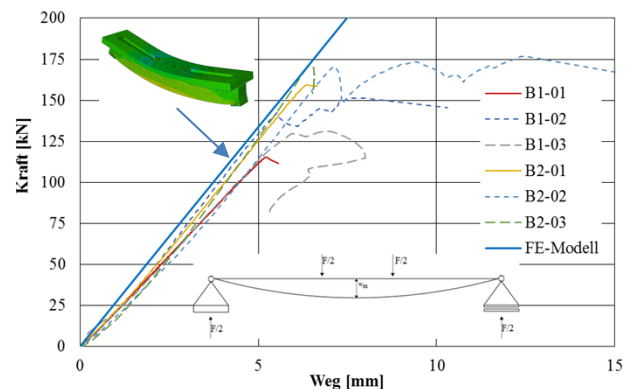 200
175
150
125
100
75
50
25
0
Kraft [kN]
B1-01
B1-02
B1-03
B2-01
B2-02
B2-03
FE-Modell
F/2
F/2
w_m
F/2
F/2
0
5
10
15
Weg [mm]